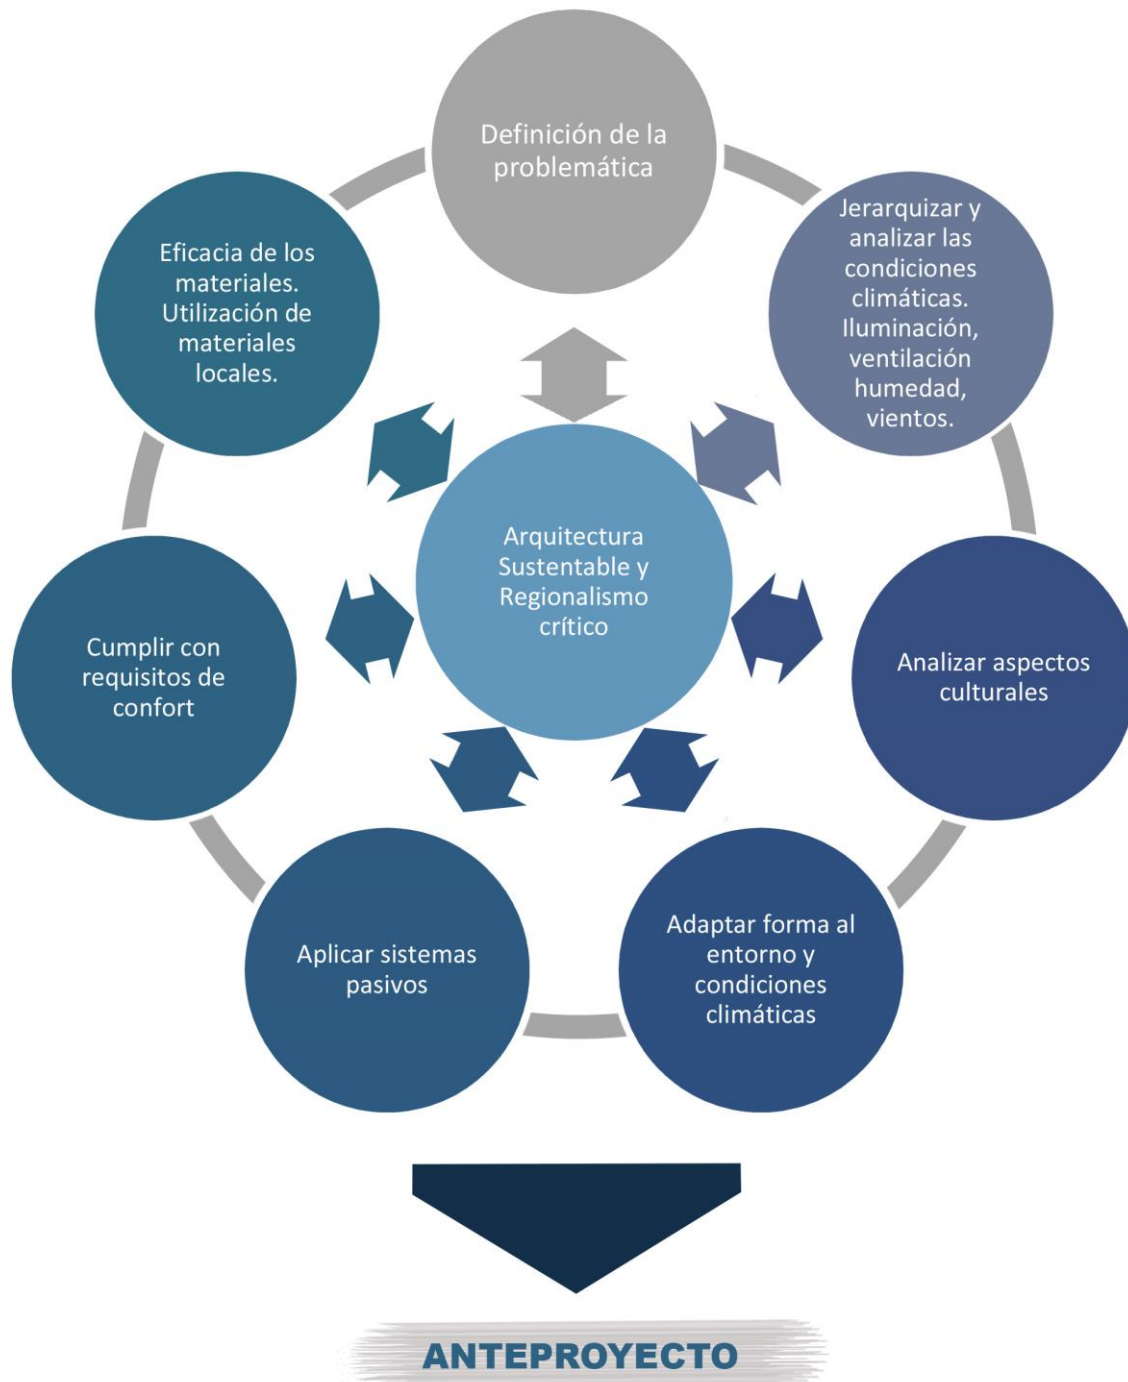 Definición de la
problemática
Jerarquizar y
analizar las
condiciones
climáticas.
Iluminación,
ventilación
humedad,
vientos.
Analizar aspectos
culturales
Adaptar forma al
entorno y
condiciones
climáticas
Aplicar sistemas
pasivos
Cumplir con
requisitos de
confort
Eficacia de los
materiales.
Utilización de
materiales
locales.
Arquitectura
Sustentable y
Regionalismo
crítico
ANTEPROYECTO